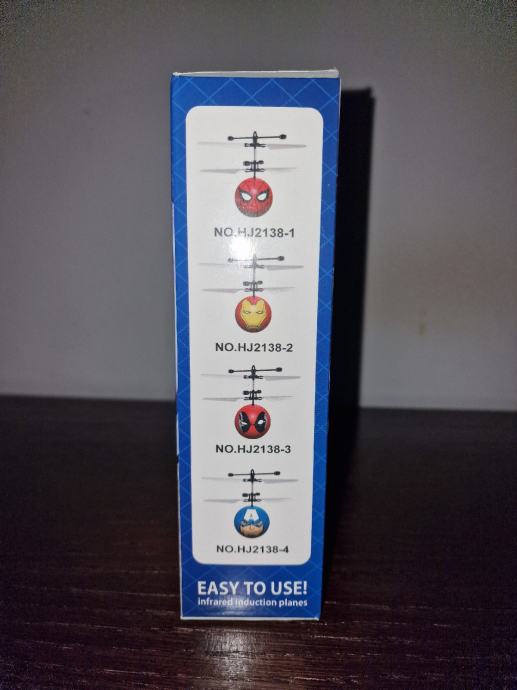 NO.HJ2138-1
NO.HJ2138-2
NO.HJ2138-3
A
NO.HJ2138-4
EASY TO USE!
infrared induction planes